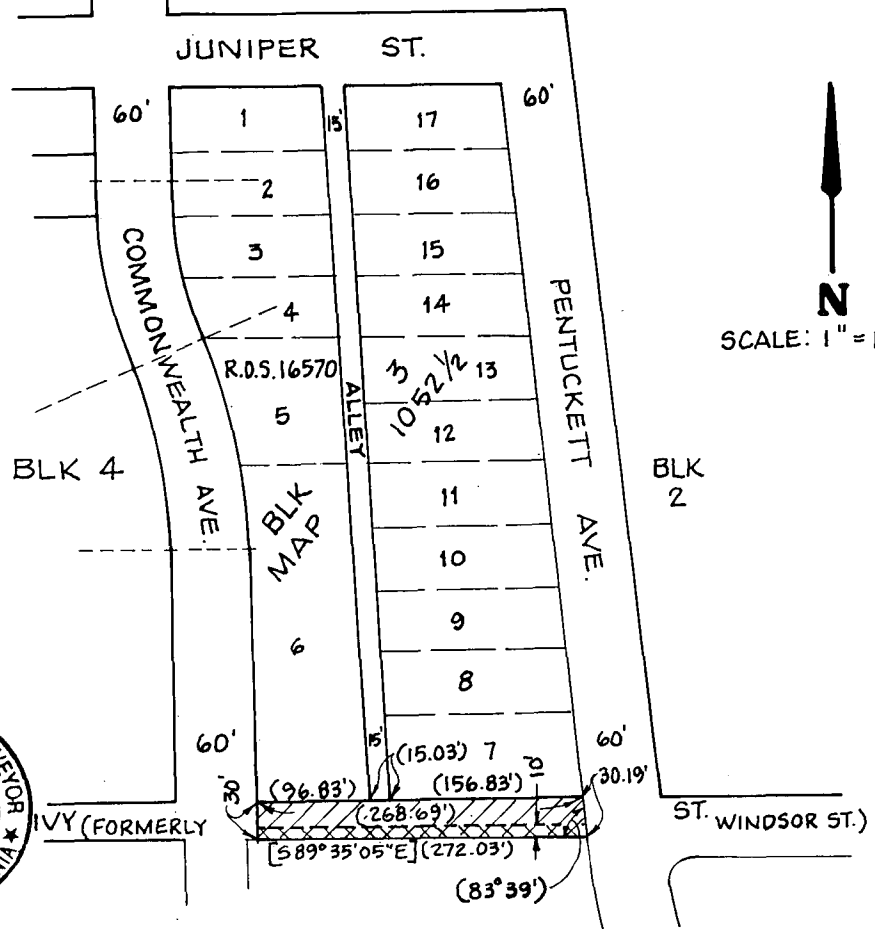 JUNIPER ST.
60'
1
15'
17
60'
2
16
3
15
4
14
N
SCALE: 1" =
COMMONWEALTH AVE.
PENTUCKETT AVE.
R.O.S. 16570
ALLEY
3
1052 1/2
13
5
12
BLK 4
BLK
2
BLK
MAP
11
10
9
6
8
60'
15'
(15.03')
7
60'
30'
(96.83')
(156.83')
10'
30.19'
VEYOR
NIA ★
IVY (FORMERLY
(268.69')
ST. WINDSOR ST.)
[S89°35'05"E] (272.03')
(83°39')